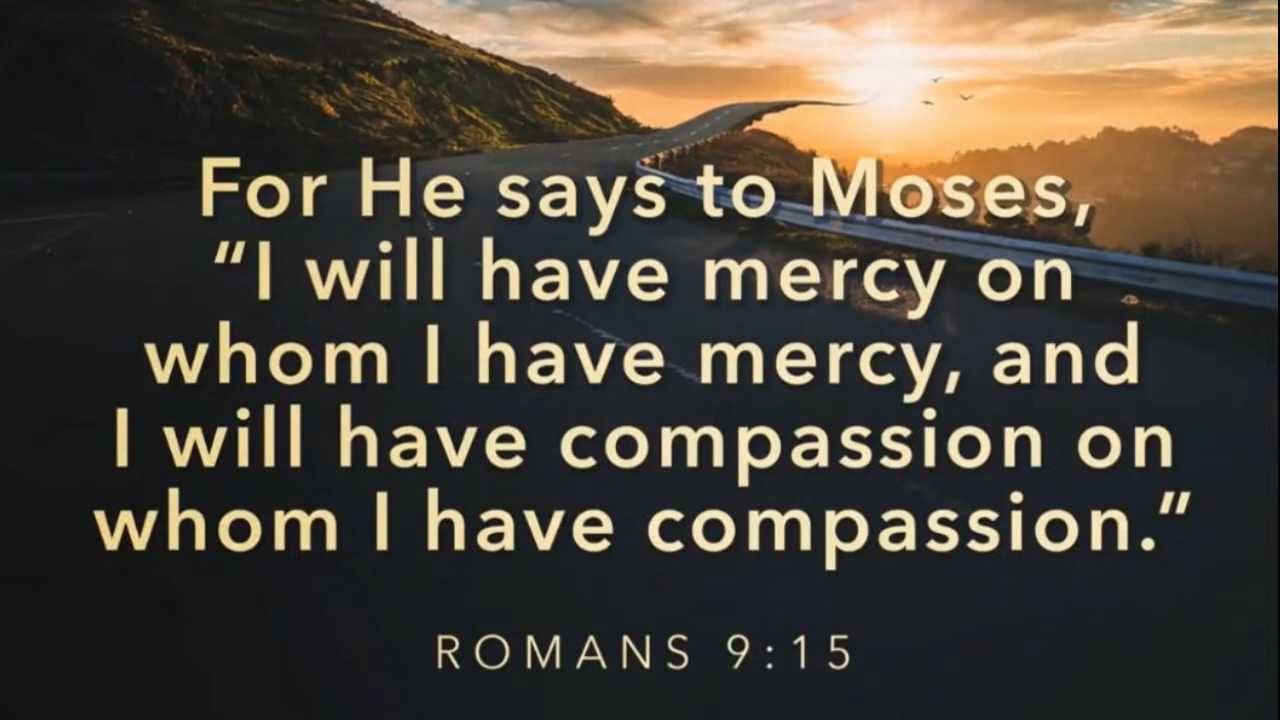 For He says to Moses,
“I will have mercy on
whom I have mercy, and
I will have compassion on
whom I have compassion.”
ROMANS 9:15